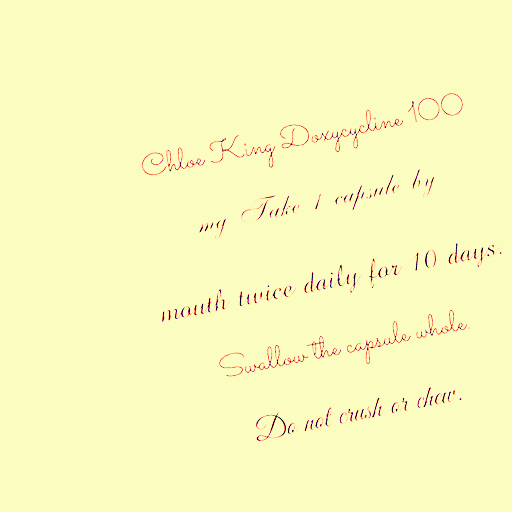 Chloe King Doxycycline 100
mg Take 1 capsule by
mouth twice daily for 10 days.
Swallow the capsule whole.
Do not crush or chew.